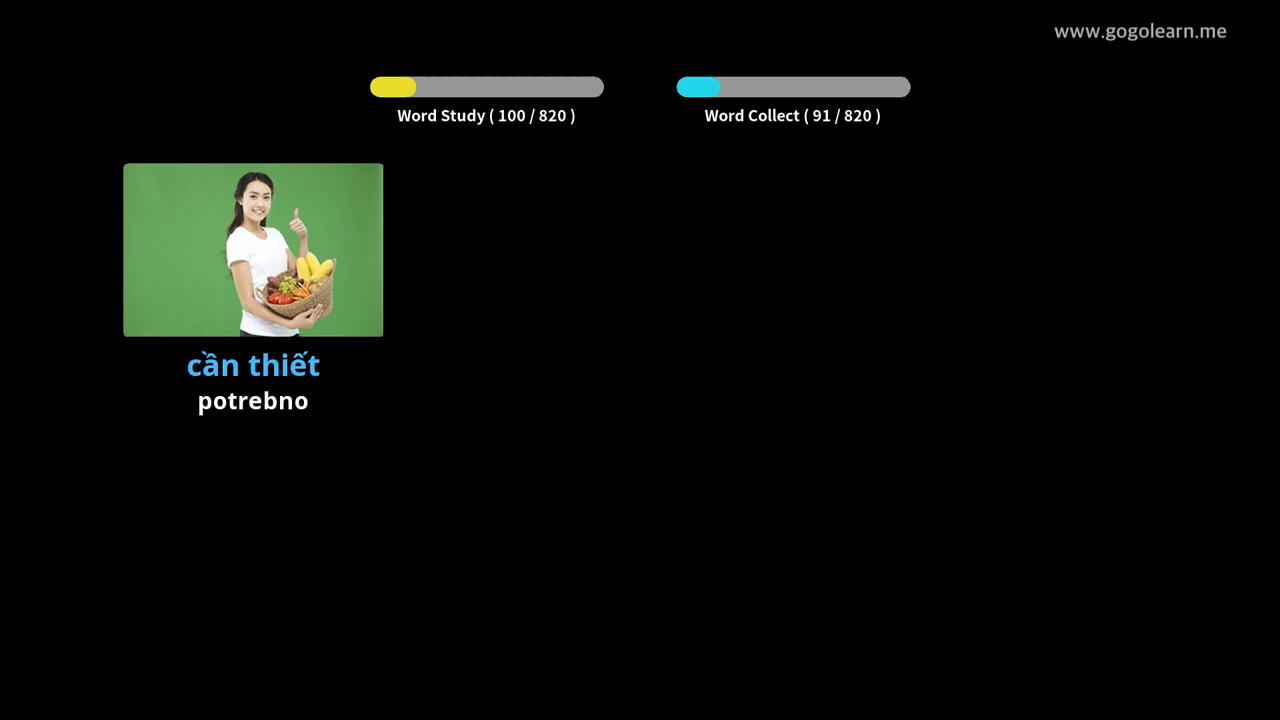 www.gogolearn.me
Word Study ( 100 / 820 )
Word Collect ( 91 / 820 )
cần thiết
potrebno